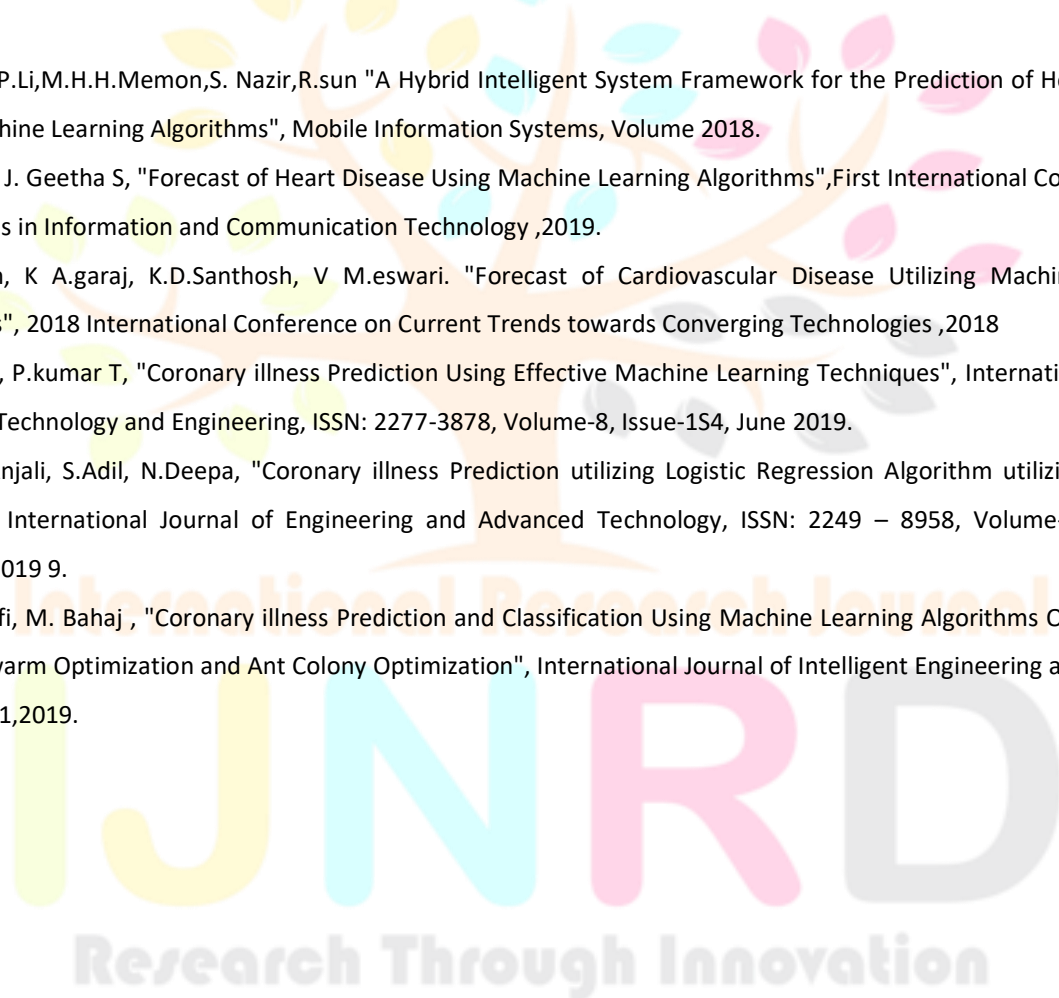 P.Li,M.H.H.Memon,S. Nazir,R.sun "A Hybrid Intelligent System Framework for the Prediction of H
hine Learning Algorithms", Mobile Information Systems, Volume 2018.
J. Geetha S, "Forecast of Heart Disease Using Machine Learning Algorithms",First International Co
s in Information and Communication Technology ,2019.
, K A.garaj, K.D.Santhosh, V M.eswari. "Forecast of Cardiovascular Disease Utilizing Machin
s", 2018 International Conference on Current Trends towards Converging Technologies ,2018
, P.kumar T, "Coronary illness Prediction Using Effective Machine Learning Techniques", Internati
Technology and Engineering, ISSN: 2277-3878, Volume-8, Issue-1S4, June 2019.
njali, S.Adil, N.Deepa, "Coronary illness Prediction utilizing Logistic Regression Algorithm utilizi
International Journal of Engineering and Advanced Technology, ISSN: 2249 – 8958, Volume-
019 9.
International Research Journal
fi, M. Bahaj , "Coronary illness Prediction and Classification Using Machine Learning Algorithms O
warm Optimization and Ant Colony Optimization", International Journal of Intelligent Engineering a
1,2019.
IJNRD
Research Through Innovation